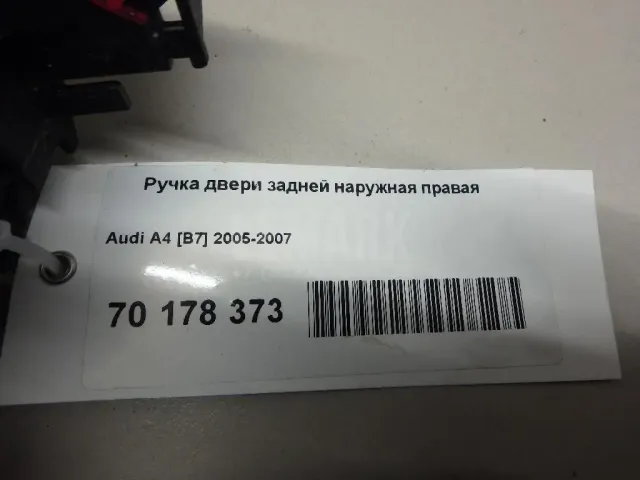 Ручка двери задней наружная правая
Audi A4 [B7] 2005-2007
70 178 373